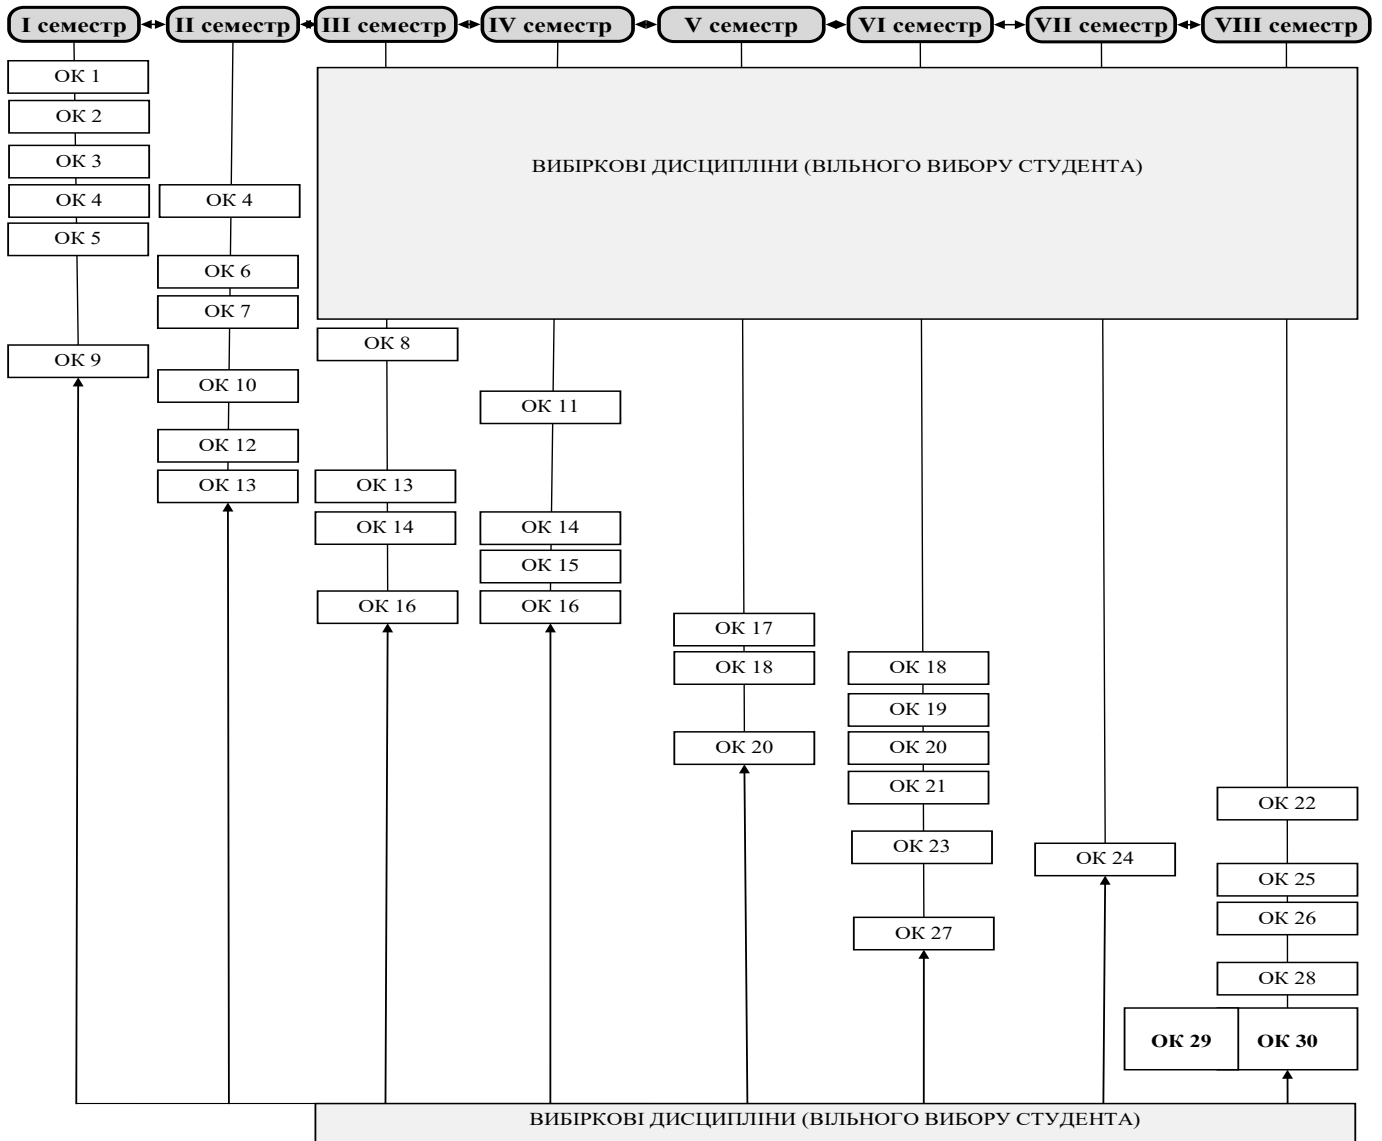 І семестр
ІІ семестр
ІІІ семестр
IV семестр
V семестр
VI семестр
VII семестр
VIII семестр
ОК 1
ОК 2
ОК 3
ОК 4
ОК 5
ОК 9
ОК 4
ОК 6
ОК 7
ОК 10
ОК 12
ОК 13
ВИБІРКОВІ ДИСЦИПЛІНИ (ВІЛЬНОГО ВИБОРУ СТУДЕНТА)
ОК 8
ОК 13
ОК 14
ОК 16
ОК 11
ОК 14
ОК 15
ОК 16
ОК 17
ОК 18
ОК 20
ОК 18
ОК 19
ОК 20
ОК 21
ОК 23
ОК 27
ОК 24
ОК 22
ОК 25
ОК 26
ОК 28
ОК 29
ОК 30
ВИБІРКОВІ ДИСЦИПЛІНИ (ВІЛЬНОГО ВИБОРУ СТУДЕНТА)